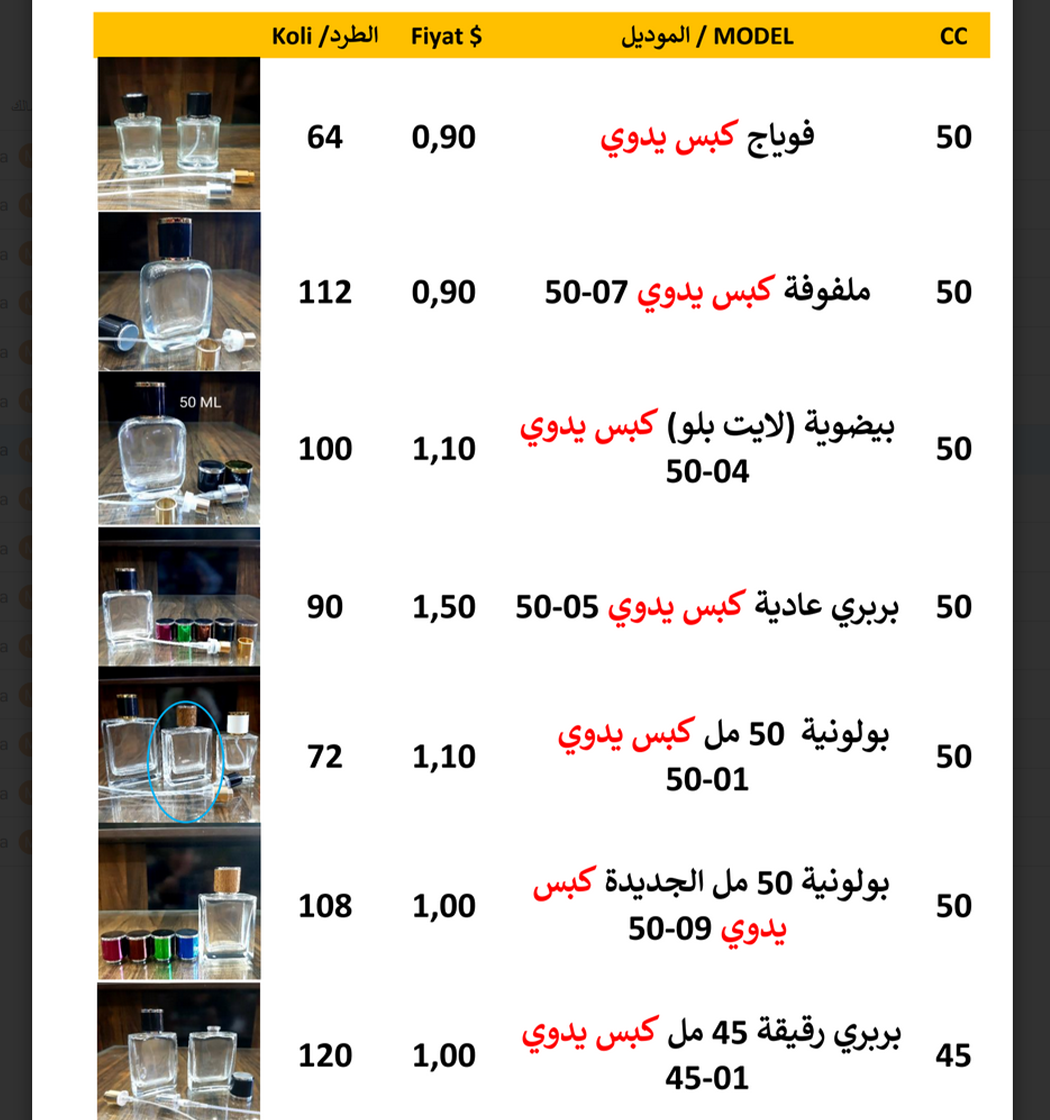 CC MODEL / الموديل Fiyat $ Koli /الطرد
50 فوياج كبس يدوي 0,90 64
50 ملفوفة كبس يدوي 50-07 0,90 112
50 ML
بيضوية (لايت بلو) كبس يدوي
50 50-04 1,10 100
50 بربري عادية كبس يدوي 50-05 1,50 90
بولونية 50 مل كبس يدوي
50 50-01 1,10 72
بولونية 50 مل الجديدة كبس
50 يدوي 50-09 1,00 108
بربري رقيقة 45 مل كبس يدوي
45 45-01 1,00 120